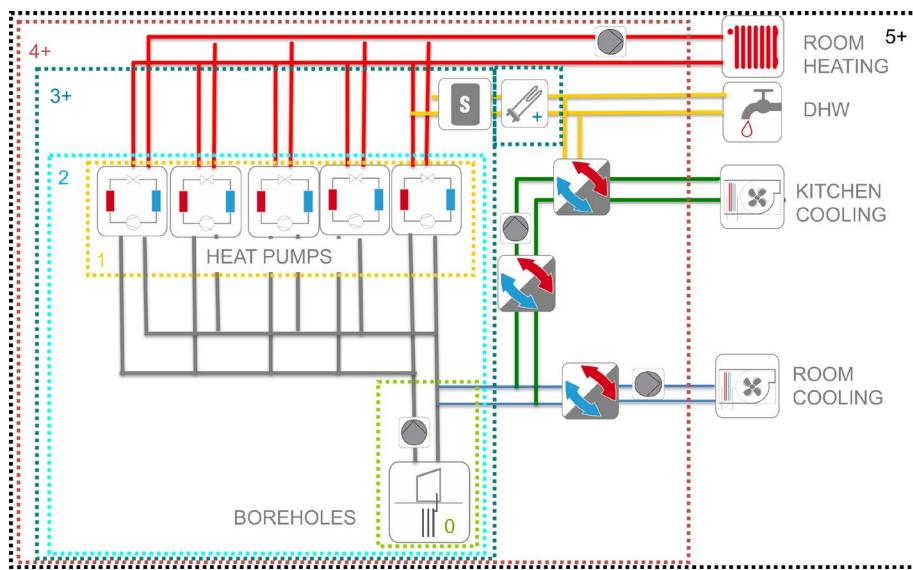 4+
5+
ROOM
HEATING
3+
S
+
DHW
2
KITCHEN
COOLING
1
HEAT PUMPS
ROOM
COOLING
BOREHOLES
0